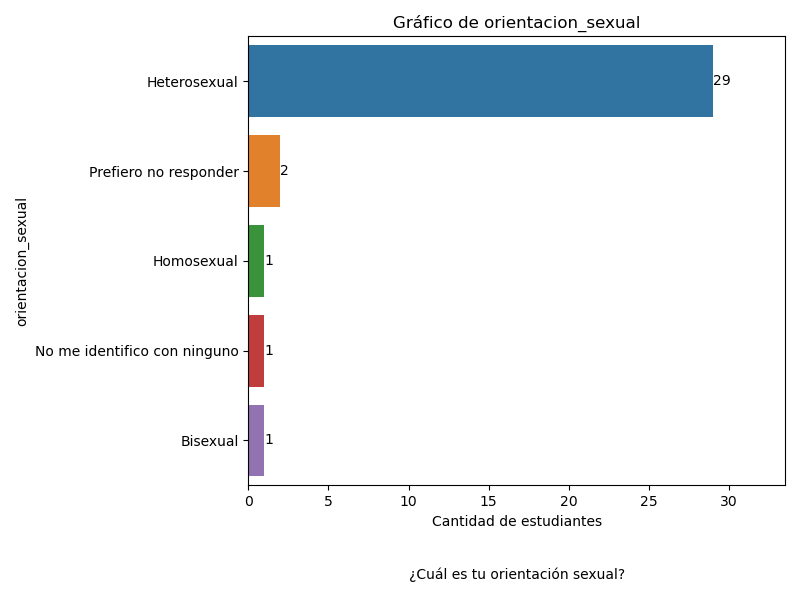 Gráfico de orientacion_sexual
Heterosexual
29
Prefiero no responder
2
Homosexual
1
No me identifico con ninguno
1
Bisexual
1
orientacion_sexual
0 5 10 15 20 25 30
Cantidad de estudiantes
¿Cuál es tu orientación sexual?